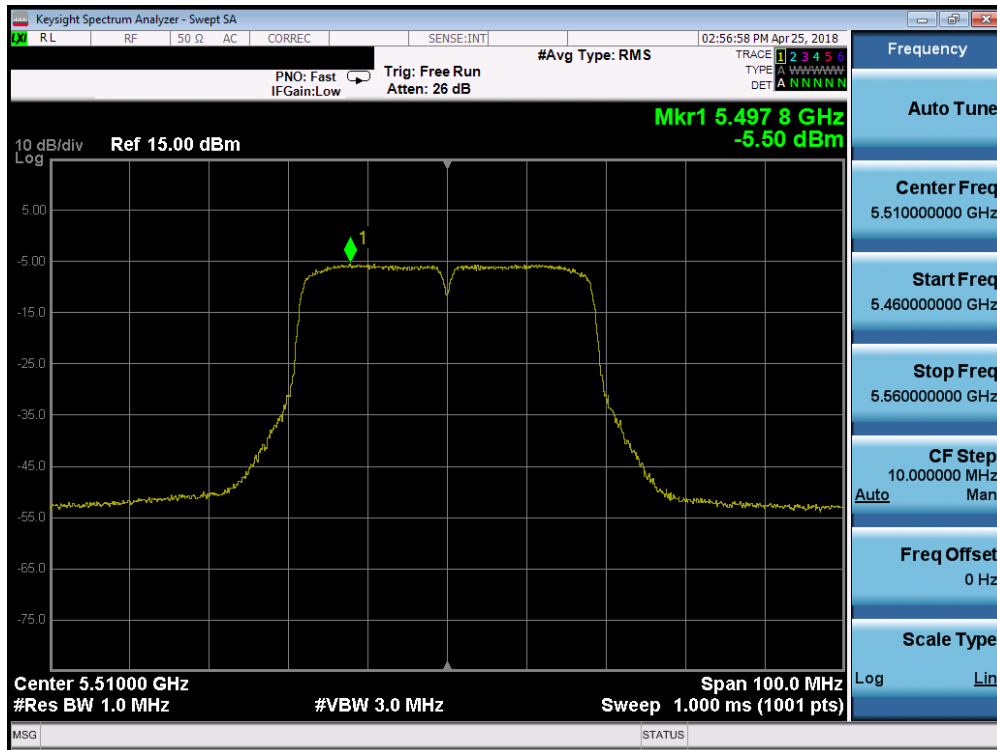 Keysight Spectrum Analyzer - Swept SA
LXI RL RF 50 Ω AC CORREC SENSE:INT 02:56:58 PM Apr 25, 2018
#Avg Type: RMS
TRACE 1 2 3 4 5 6
TYPE A WWWWW
DET A N N N N N
PNO: Fast
IFGain:Low
Trig: Free Run
Atten: 26 dB
Mkr1 5.497 8 GHz
-5.50 dBm
10 dB/div Ref 15.00 dBm
Log
5.00
-5.00
-15.0
-25.0
-35.0
-45.0
-55.0
-65.0
-75.0
1
Center 5.51000 GHz Span 100.0 MHz
#Res BW 1.0 MHz #VBW 3.0 MHz Sweep 1.000 ms (1001 pts)
MSG STATUS
Frequency
Auto Tune
Center Freq
5.510000000 GHz
Start Freq
5.460000000 GHz
Stop Freq
5.560000000 GHz
CF Step
10.000000 MHz
Auto Man
Freq Offset
0 Hz
Scale Type
Log Lin